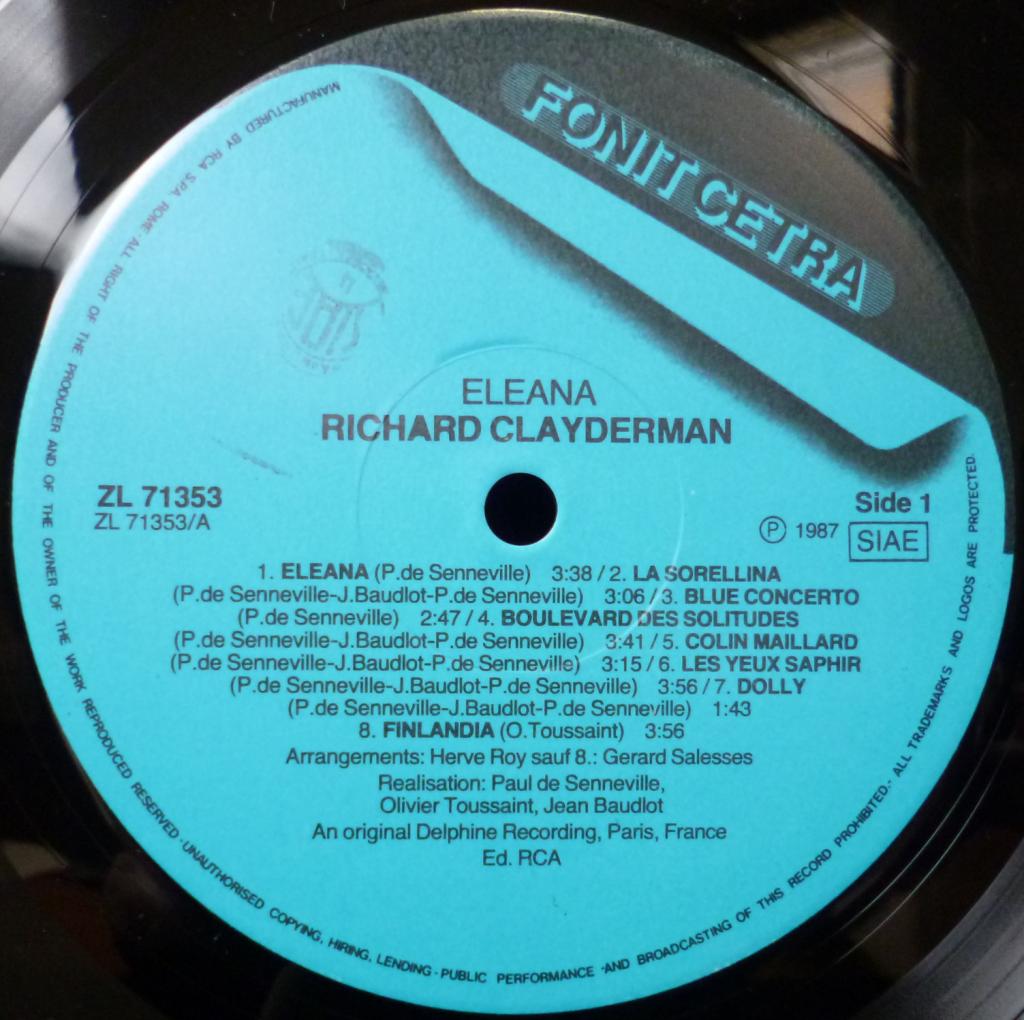 FONIT CETRA
ELEANA
RICHARD CLAYDERMAN
ZL 71353
ZL 71353/A
Side 1
Ⓟ 1987 SIAE
1. ELEANA (P.de Senneville) 3:38 / 2. LA SORELLINA
(P.de Senneville-J.Baudlot-P.de Senneville) 3:06 / 3. BLUE CONCERTO
(P.de Senneville) 2:47 / 4. BOULEVARD DES SOLITUDES
(P.de Senneville-J.Baudlot-P.de Senneville) 3:41 / 5. COLIN MAILLARD
(P.de Senneville-J.Baudlot-P.de Senneville) 3:15 / 6. LES YEUX SAPHIR
(P.de Senneville-J.Baudlot-P.de Senneville) 3:56 / 7. DOLLY
(P.de Senneville-J.Baudlot-P.de Senneville) 1:43
8. FINLANDIA (O.Toussaint) 3:56
Arrangements: Herve Roy sauf 8.: Gerard Salesses
Realisation: Paul de Senneville,
Olivier Toussaint, Jean Baudlot
An original Delphine Recording, Paris, France
Ed. RCA
MANUFACTURED BY RCA S.P.A. ROME· ALL RIGHT OF THE PRODUCER AND OF THE OWNER OF THE WORK REPRODUCED RESERVED · UNAUTHORISED COPYING, HIRING, LENDING · PUBLIC PERFORMANCE ·AND BROADCASTING OF THIS RECORD PROHIBITED.· ALL TRADEMARKS AND LOGOS ARE PROTECTED.